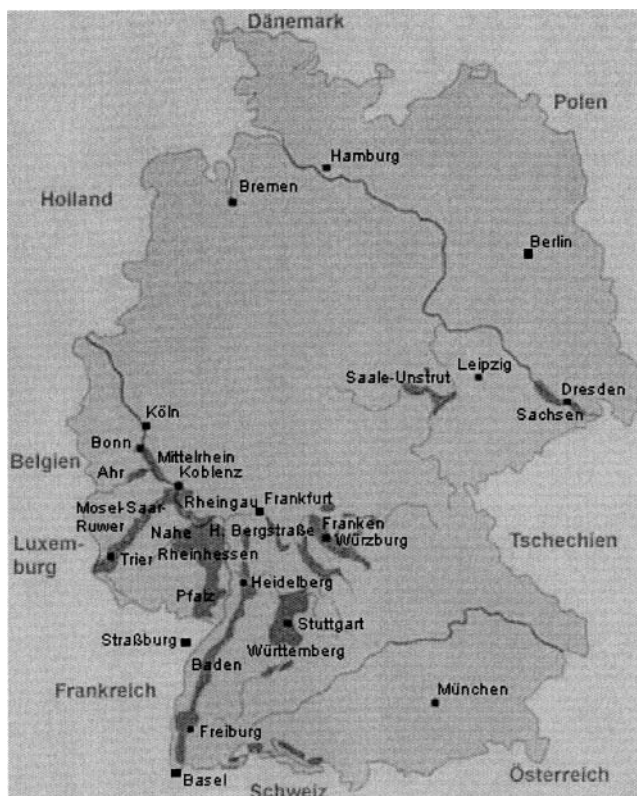 Dänemark
Polen
Hamburg
Bremen
Holland
Berlin
Leipzig
Saale-Unstrut
Dresden
Sachsen
Köln
Bonn
Mittelrhein
Belgien
Koblenz
Ahr
Mosel-Saar-
Ruwer
Rheingau
Frankfurt
Nahe
H. Bergstraße
Franken
Würzburg
Luxem-
burg
Trier
Rheinhessen
Tschechien
Heidelberg
Pfalz
Stuttgart
Straßburg
Württemberg
Baden
Frankreich
München
Freiburg
Basel
Schweiz
Österreich